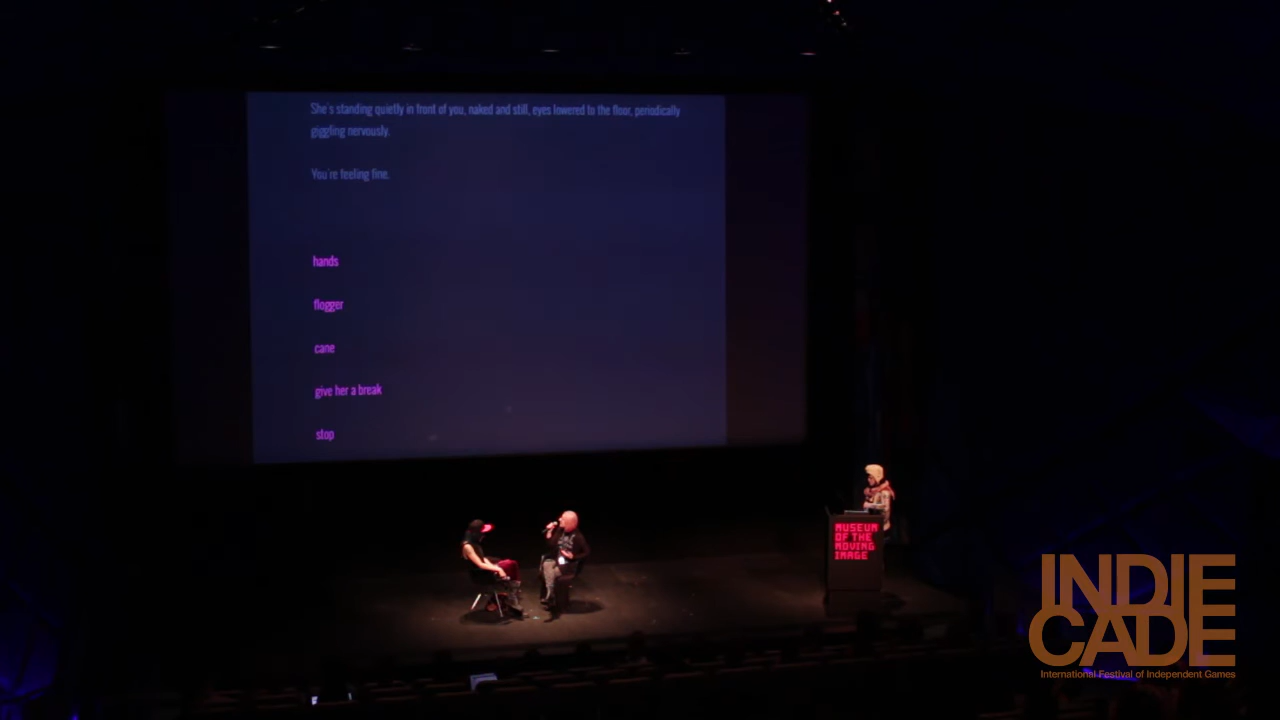 She's standing quietly in front of you, naked and still, eyes lowered to the floor, periodically
giggling nervously.
You're feeling fine.
hands
flogger
cane
give her a break
stop
MUSEUM
OF THE
MOVING
IMAGE
INDIE
CADE
International Festival of Independent Games